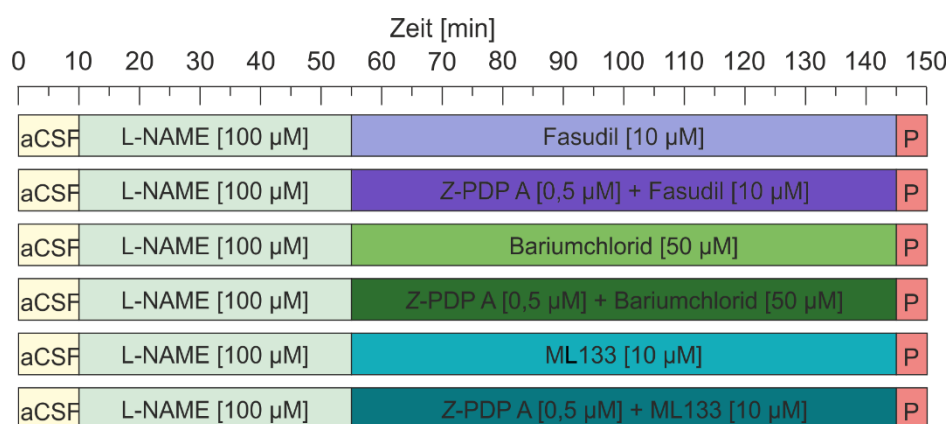 Zeit [min]
0 10 20 30 40 50 60 70 80 90 100 110 120 130 140 150
aCSF L-NAME [100 µM] Fasudil [10 µM] P
aCSF L-NAME [100 µM] Z-PDP A [0,5 µM] + Fasudil [10 µM] P
aCSF L-NAME [100 µM] Bariumchlorid [50 µM] P
aCSF L-NAME [100 µM] Z-PDP A [0,5 µM] + Bariumchlorid [50 µM] P
aCSF L-NAME [100 µM] ML133 [10 µM] P
aCSF L-NAME [100 µM] Z-PDP A [0,5 µM] + ML133 [10 µM] P